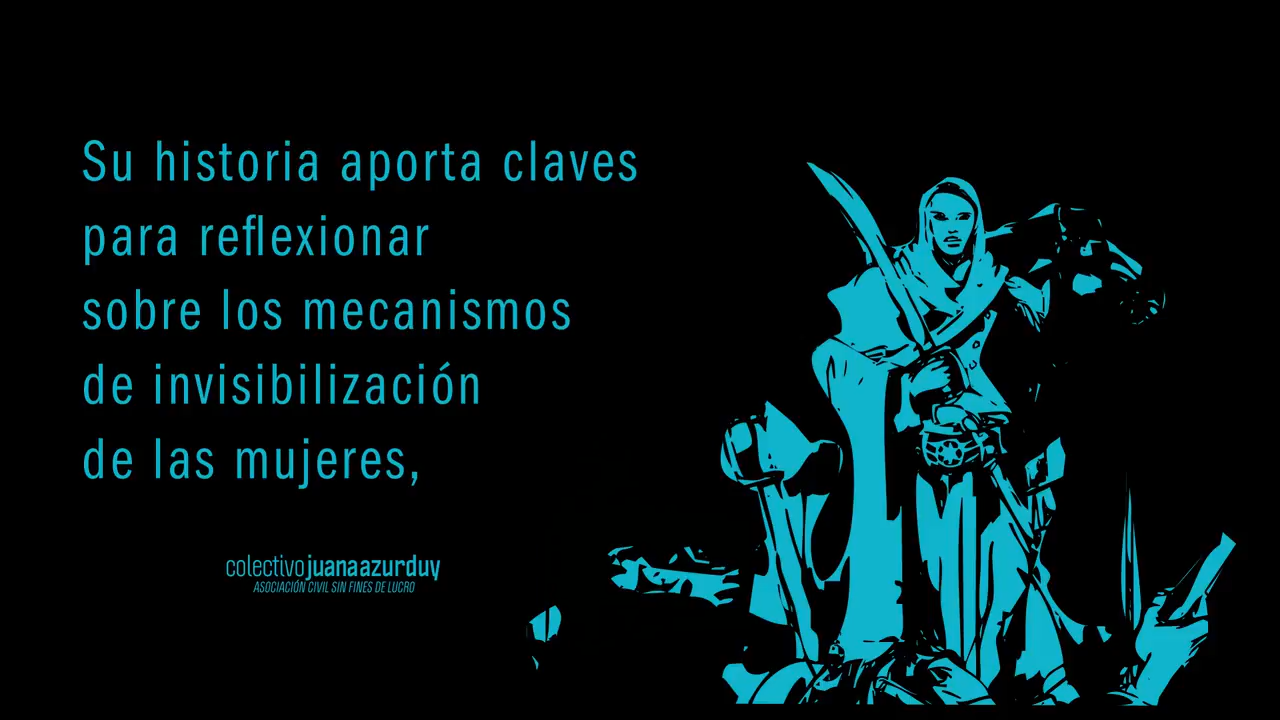 Su historia aporta claves
para reflexionar
sobre los mecanismos
de invisibilización
de las mujeres,
colectivojuanaazurduy
ASOCIACIÓN CIVIL SIN FINES DE LUCRO